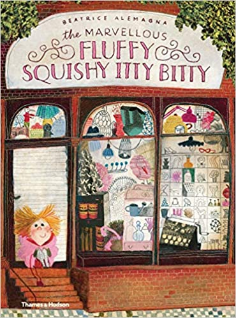 BEATRICE ALEMAGNA
the MARVELLOUS
FLUFFY
SQUISHY ITTY BITTY
Thames & Hudson